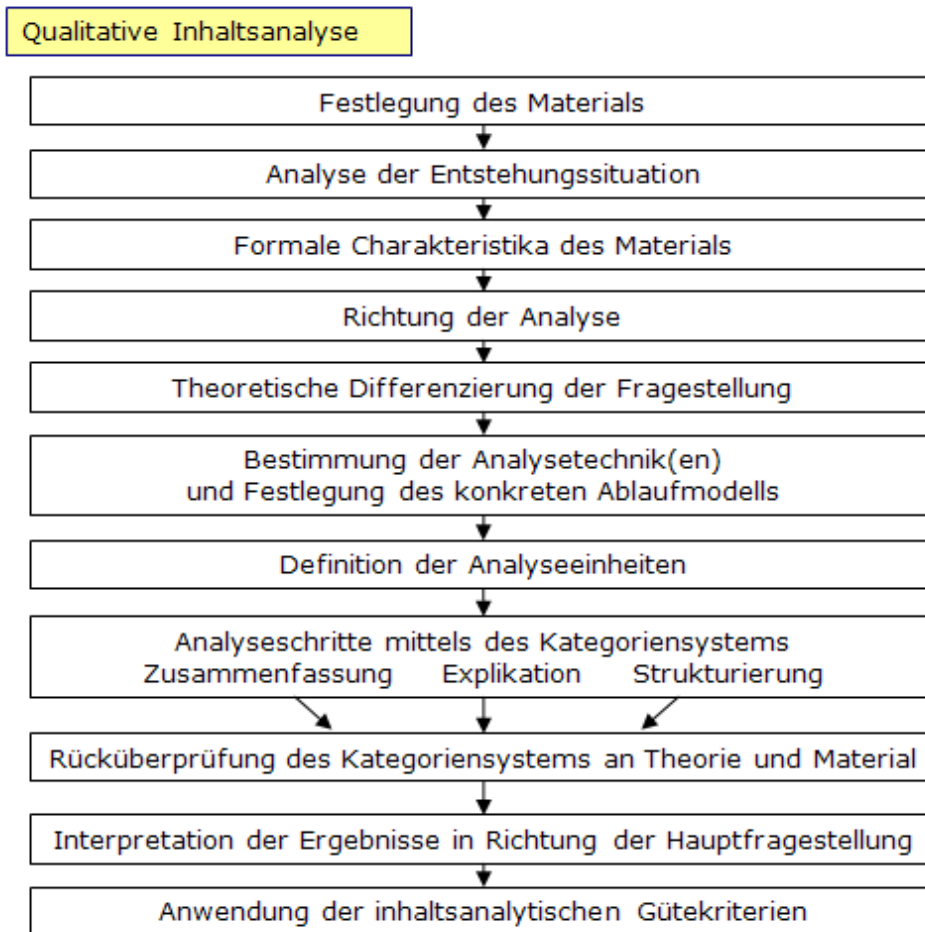 Qualitative Inhaltsanalyse
Festlegung des Materials
Analyse der Entstehungssituation
Formale Charakteristika des Materials
Richtung der Analyse
Theoretische Differenzierung der Fragestellung
Bestimmung der Analysetechnik(en)
und Festlegung des konkreten Ablaufmodells
Definition der Analyseeinheiten
Analyseschritte mittels des Kategoriensystems
Zusammenfassung Explikation Strukturierung
Rücküberprüfung des Kategoriensystems an Theorie und Material
Interpretation der Ergebnisse in Richtung der Hauptfragestellung
Anwendung der inhaltsanalytischen Gütekriterien